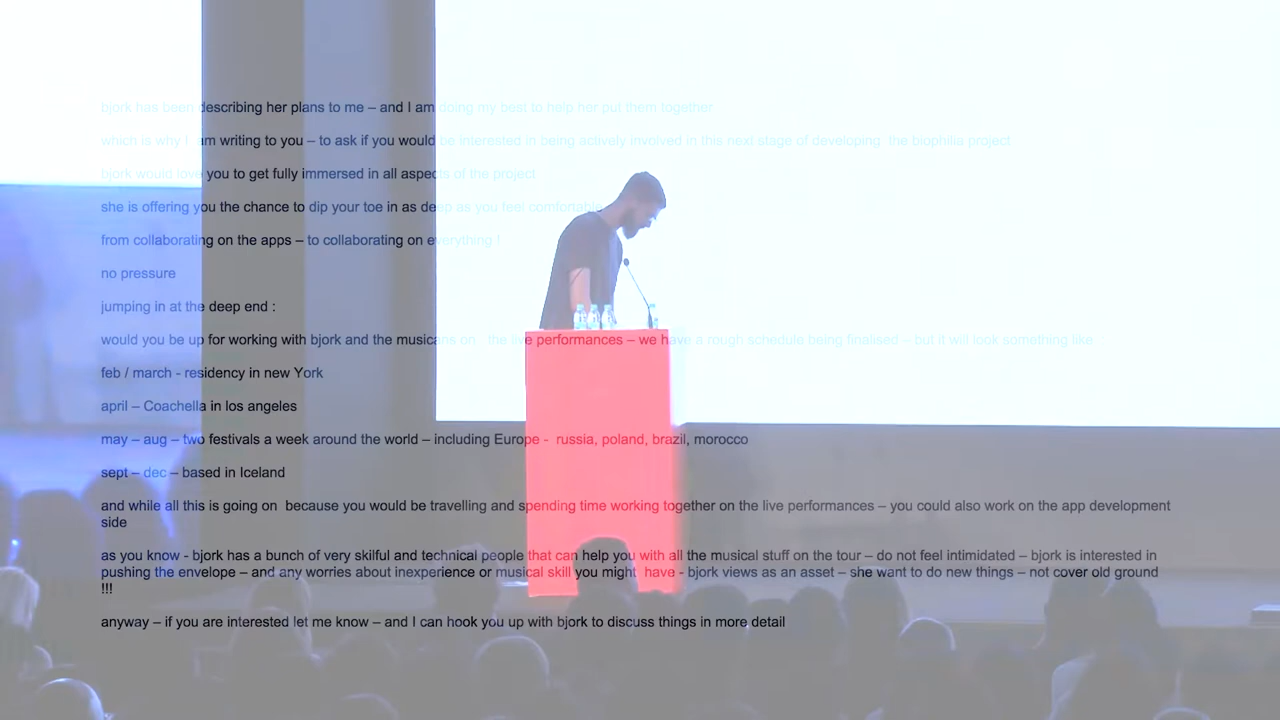 bjork has been describing her plans to me – and I am doing my best to help her put them together
which is why I  am writing to you – to ask if you would be interested in being actively involved in this next stage of developing  the biophilia project
bjork would love you to get fully immersed in all aspects of the project
she is offering you the chance to dip your toe in as deep as you feel comfortable
from collaborating on the apps – to collaborating on everything !
no pressure
jumping in at the deep end :
would you be up for working with bjork and the musicans on,  the live performances – we have a rough schedule being finalised – but it will look something like
feb / march - residency in new York
april – Coachella in los angeles
may – aug – two festivals a week around the world – including Europe -  russia, poland, brazil, morocco
sept – dec – based in Iceland
and while all this is going on  because you would be travelling and spending time working together on the live performances – you could also work on the app development
side
as you know - bjork has a bunch of very skilful and technical people that can help you with all the musical stuff on the tour – do not feel intimidated – bjork is interested in
pushing the envelope – and any worries about inexperience or musical skill you might  have - bjork views as an asset – she want to do new things – not cover old ground
!!!
anyway – if you are interested let me know – and I can hook you up with bjork to discuss things in more detail